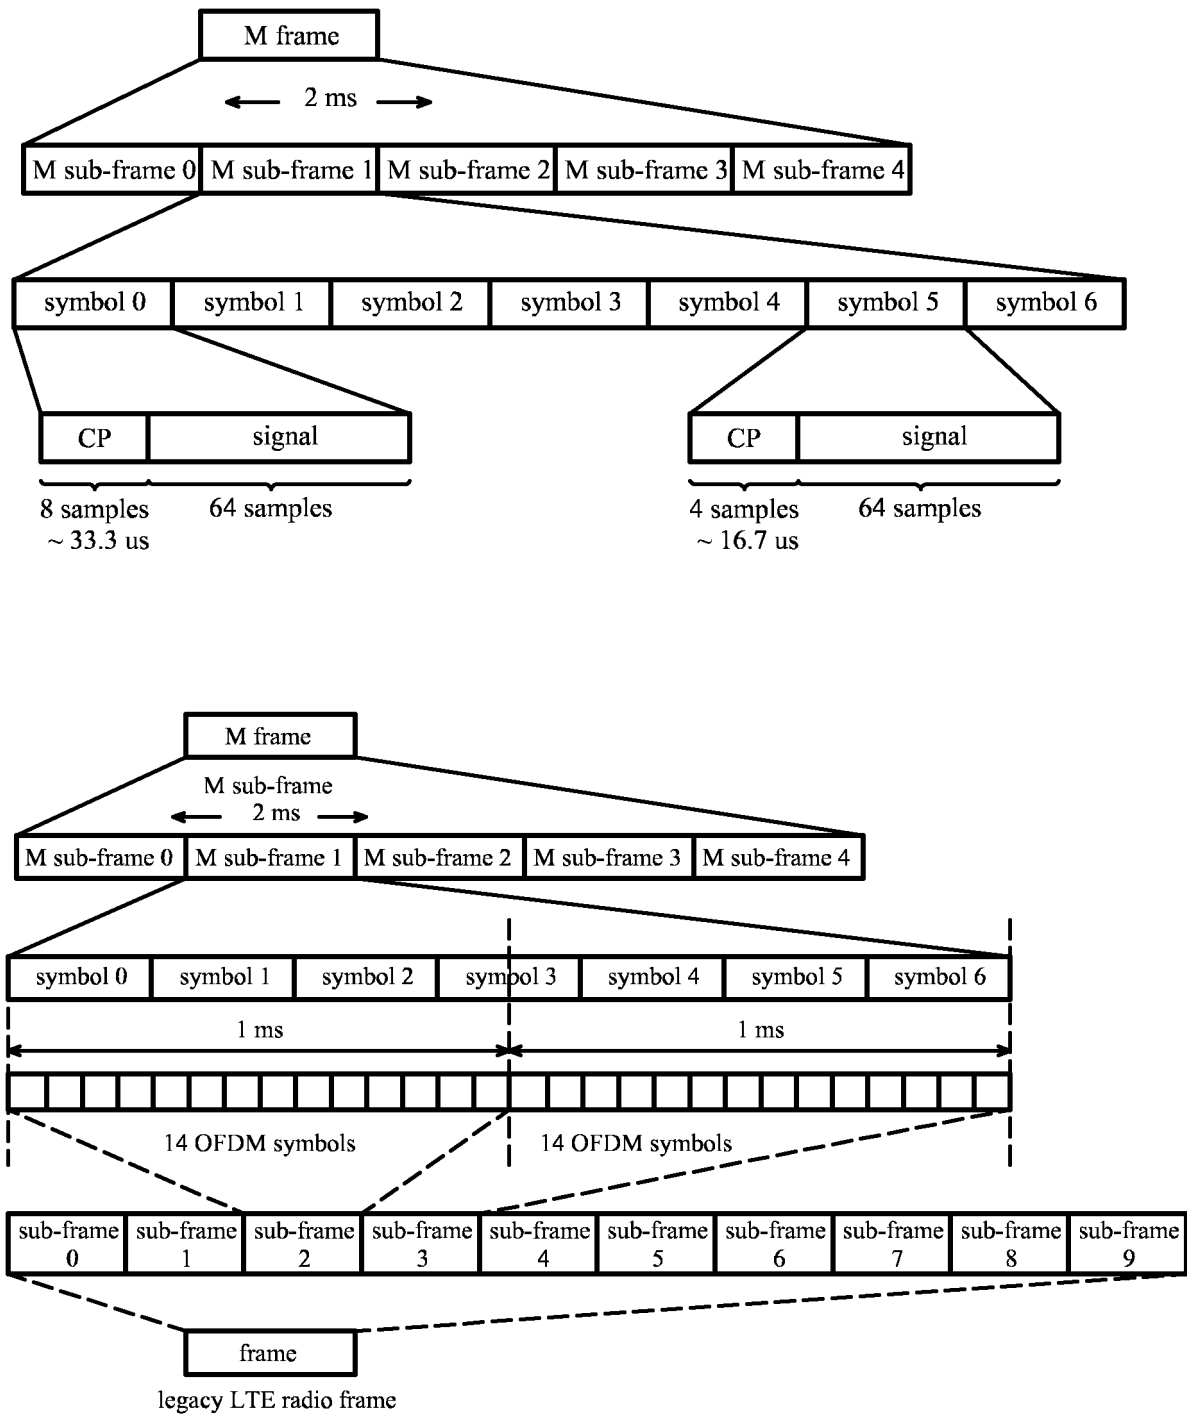 M frame
2 ms
M sub-frame 0 M sub-frame 1 M sub-frame 2 M sub-frame 3 M sub-frame 4
symbol 0 symbol 1 symbol 2 symbol 3 symbol 4 symbol 5 symbol 6
CP signal CP signal
8 samples 64 samples 4 samples 64 samples
~ 33.3 us ~ 16.7 us
M frame
M sub-frame
2 ms
M sub-frame 0 M sub-frame 1 M sub-frame 2 M sub-frame 3 M sub-frame 4
symbol 0 symbol 1 symbol 2 symbol 3 symbol 4 symbol 5 symbol 6
1 ms 1 ms
14 OFDM symbols 14 OFDM symbols
sub-frame sub-frame sub-frame sub-frame sub-frame sub-frame sub-frame sub-frame sub-frame sub-frame
0 1 2 3 4 5 6 7 8 9
frame
legacy LTE radio frame